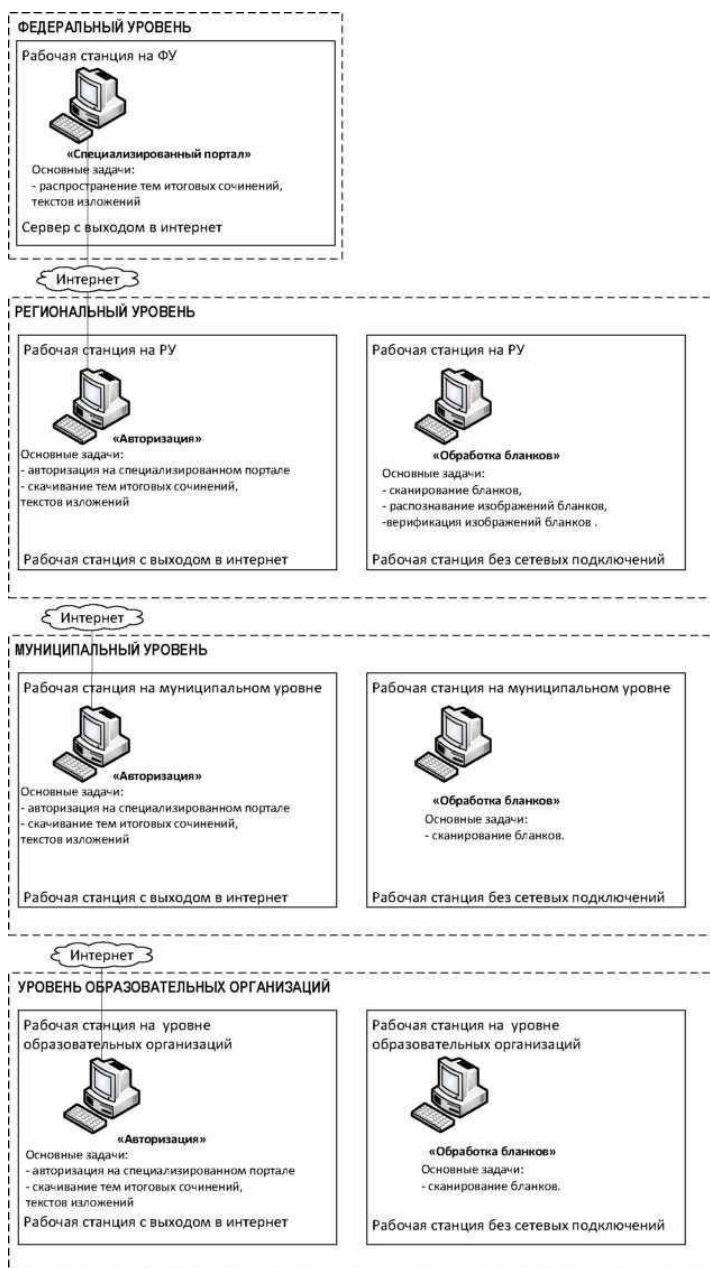 ФЕДЕРАЛЬНЫЙ УРОВЕНЬ
Рабочая станция на ФУ
«Специализированный портал»
Основные задачи:
- распространение тем итоговых сочинений,
текстов изложений
Сервер с выходом в интернет
Интернет
РЕГИОНАЛЬНЫЙ УРОВЕНЬ
Рабочая станция на РУ
«Авторизация»
Основные задачи:
- авторизация на специализированном портале
- скачивание тем итоговых сочинений,
текстов изложений
Рабочая станция с выходом в интернет
Рабочая станция на РУ
«Обработка бланков»
Основные задачи:
- сканирование бланков,
- распознавание изображений бланков,
-верификация изображений бланков .
Рабочая станция без сетевых подключений
Интернет
МУНИЦИПАЛЬНЫЙ УРОВЕНЬ
Рабочая станция на муниципальном уровне
«Авторизация»
Основные задачи:
- авторизация на специализированном портале
- скачивание тем итоговых сочинений,
текстов изложений
Рабочая станция с выходом в интернет
Рабочая станция на муниципальном уровне
«Обработка бланков»
Основные задачи:
- сканирование бланков.
Рабочая станция без сетевых подключений
Интернет
УРОВЕНЬ ОБРАЗОВАТЕЛЬНЫХ ОРГАНИЗАЦИЙ
Рабочая станция на уровне
образовательных организаций
«Авторизация»
Основные задачи:
- авторизация на специализированном портале
- скачивание тем итоговых сочинений,
текстов изложений
Рабочая станция с выходом в интернет
Рабочая станция на уровне
образовательных организаций
«Обработка бланков»
Основные задачи:
- сканирование бланков.
Рабочая станция без сетевых подключений